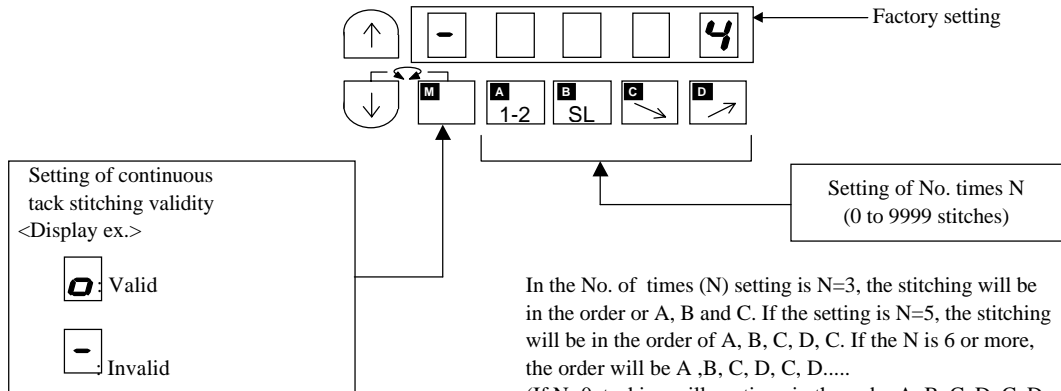 - 4
Factory setting
M A B C D
1-2 SL
Setting of continuous
tack stitching validity
<Display ex.>
o: Valid
-: Invalid
Setting of No. times N
(0 to 9999 stitches)
In the No. of times (N) setting is N=3, the stitching will be
in the order or A, B and C. If the setting is N=5, the stitching
will be in the order of A, B, C, D, C. If the N is 6 or more,
the order will be A ,B, C, D, C, D.....